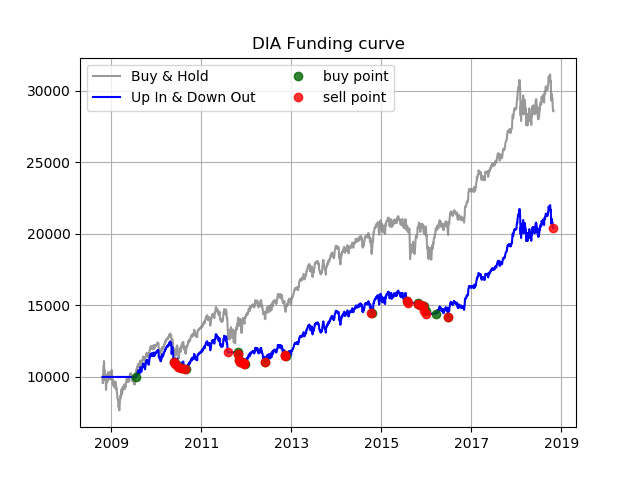 DIA Funding curve
Buy & Hold
Up In & Down Out
buy point
sell point
30000
25000
20000
15000
10000
2009 2011 2013 2015 2017 2019